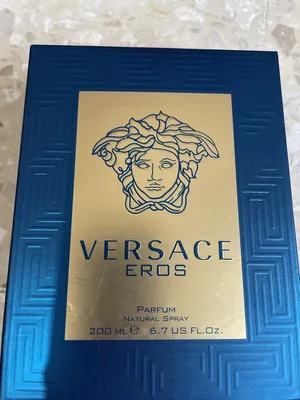 VERSACE
EROS
PARFUM
NATURAL SPRAY
200 ML ℮ 6.7 US FL.OZ.